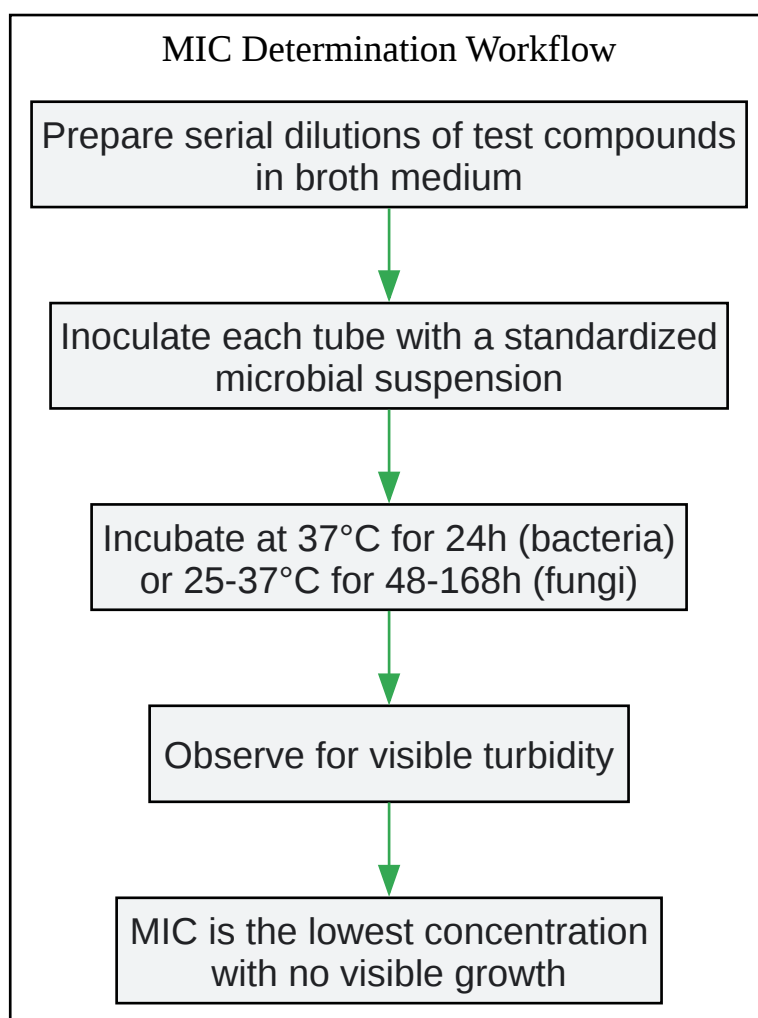 MIC Determination Workflow
Prepare serial dilutions of test compounds
in broth medium
Inoculate each tube with a standardized
microbial suspension
Incubate at 37°C for 24h (bacteria)
or 25-37°C for 48-168h (fungi)
Observe for visible turbidity
MIC is the lowest concentration
with no visible growth